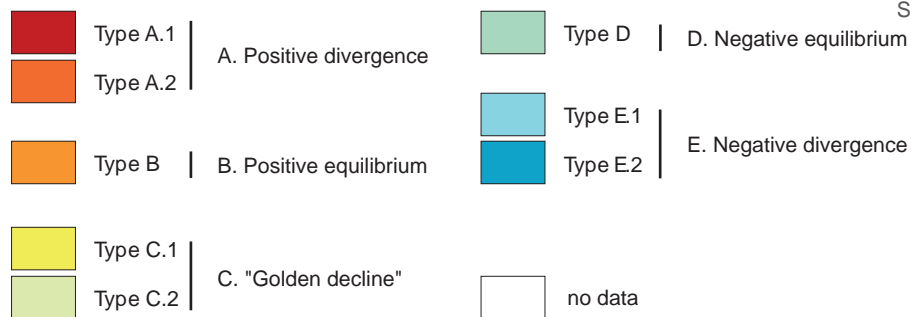 Type A.1
A. Positive divergence
Type A.2
Type B
B. Positive equilibrium
Type C.1
C. "Golden decline"
Type C.2
S
Type D
D. Negative equilibrium
Type E.1
E. Negative divergence
Type E.2
no data